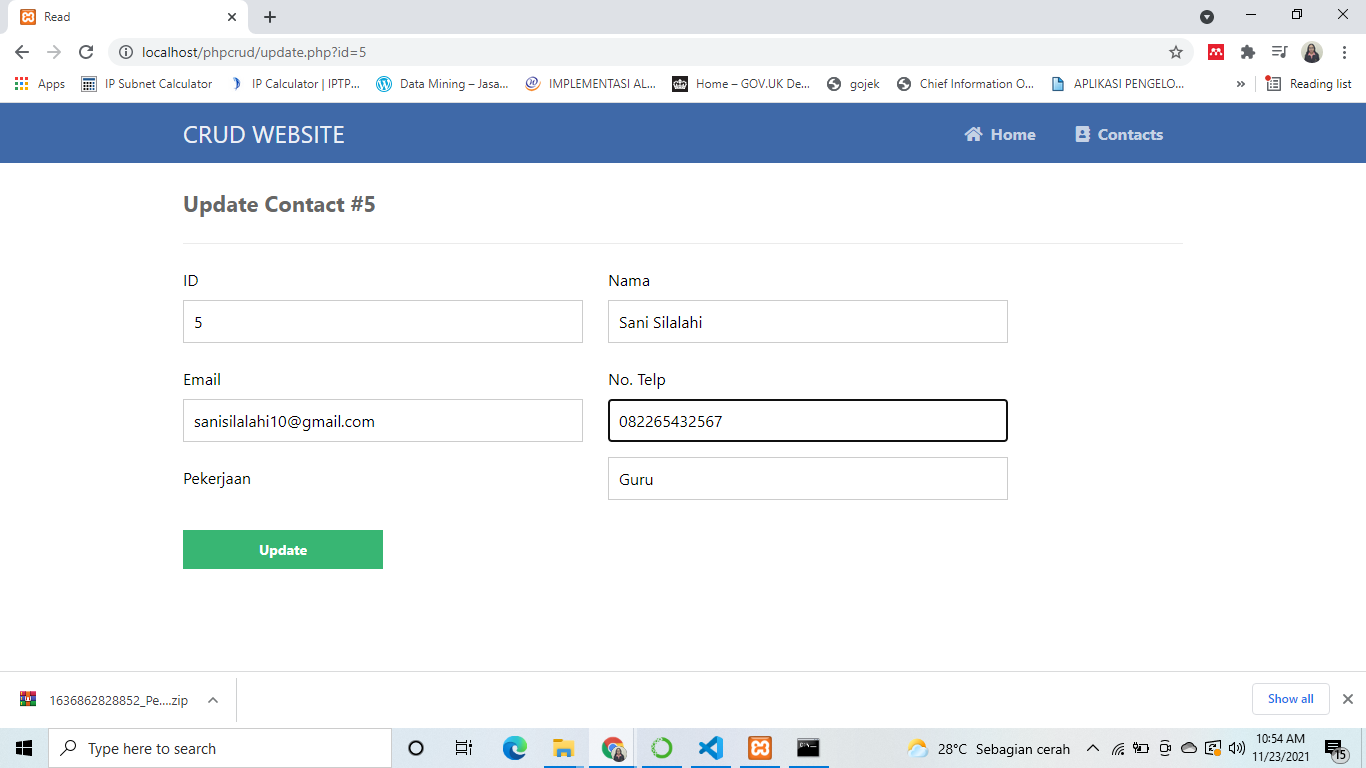 Read
localhost/phpcrud/update.php?id=5
Apps IP Subnet Calculator IP Calculator | IPTP... Data Mining – Jasa... IMPLEMENTASI AL... Home – GOV.UK De... gojek Chief Information O... APLIKASI PENGELO... » Reading list
CRUD WEBSITE Home Contacts
Update Contact #5
ID Nama
5 Sani Silalahi
Email No. Telp
sanisilalahi10@gmail.com 082265432567
Pekerjaan Guru
Update
1636862828852_Pe....zip Show all
Type here to search 28°C Sebagian cerah 10:54 AM
11/23/2021 15